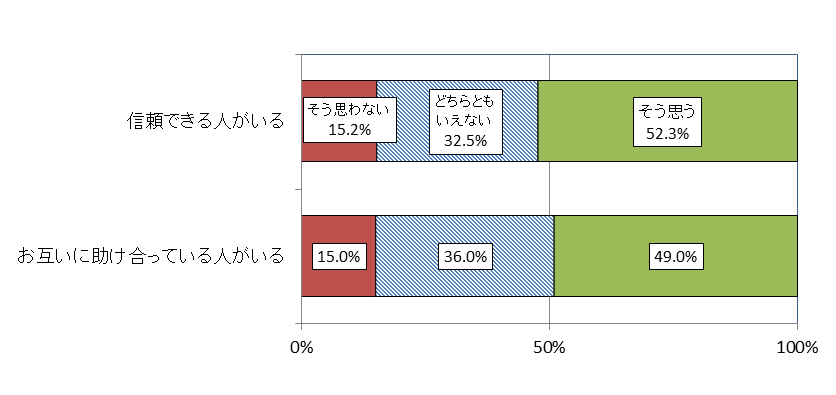 信頼できる人がいる
そう思わない
15.2%
どちらとも
いえない
32.5%
そう思う
52.3%
お互いに助け合っている人がいる
15.0%
36.0%
49.0%
0%
50%
100%